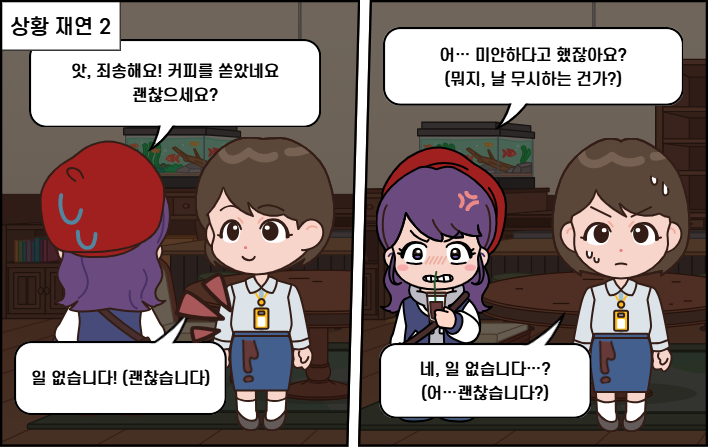 상황 재연 2
앗, 죄송해요! 커피를 쏟았네요
괜찮으세요?
일 없습니다! (괜찮습니다)
어… 미안하다고 했잖아요?
(뭐지, 날 무시하는 건가?)
네, 일 없습니다…?
(어…괜찮습니다?)